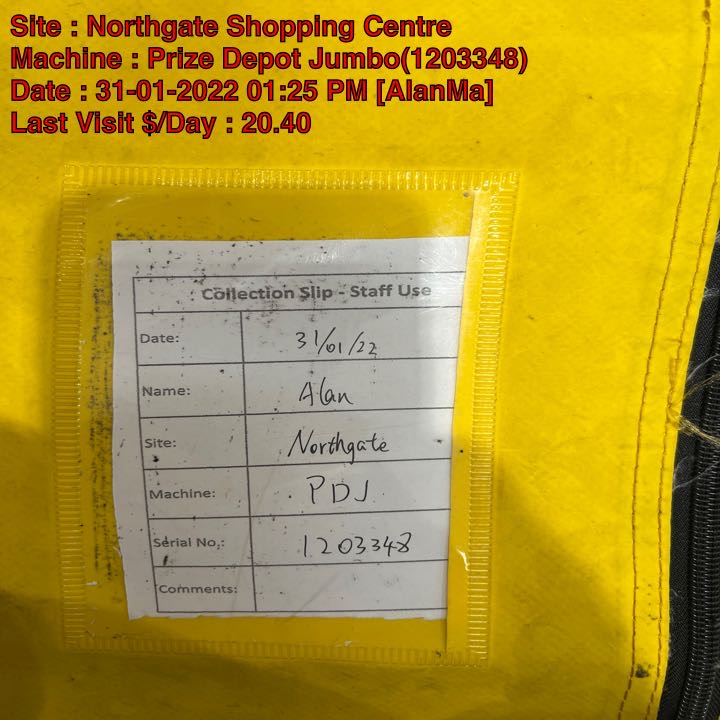 Site : Northgate Shopping Centre
Machine : Prize Depot Jumbo(1203348)
Date : 31-01-2022 01:25 PM [AlanMa]
Last Visit $/Day : 20.40
Collection Slip - Staff Use
Date: 31/01/22
Name: Alan
Site: Northgate
Machine: PDJ
Serial No.: 1203348
Comments: